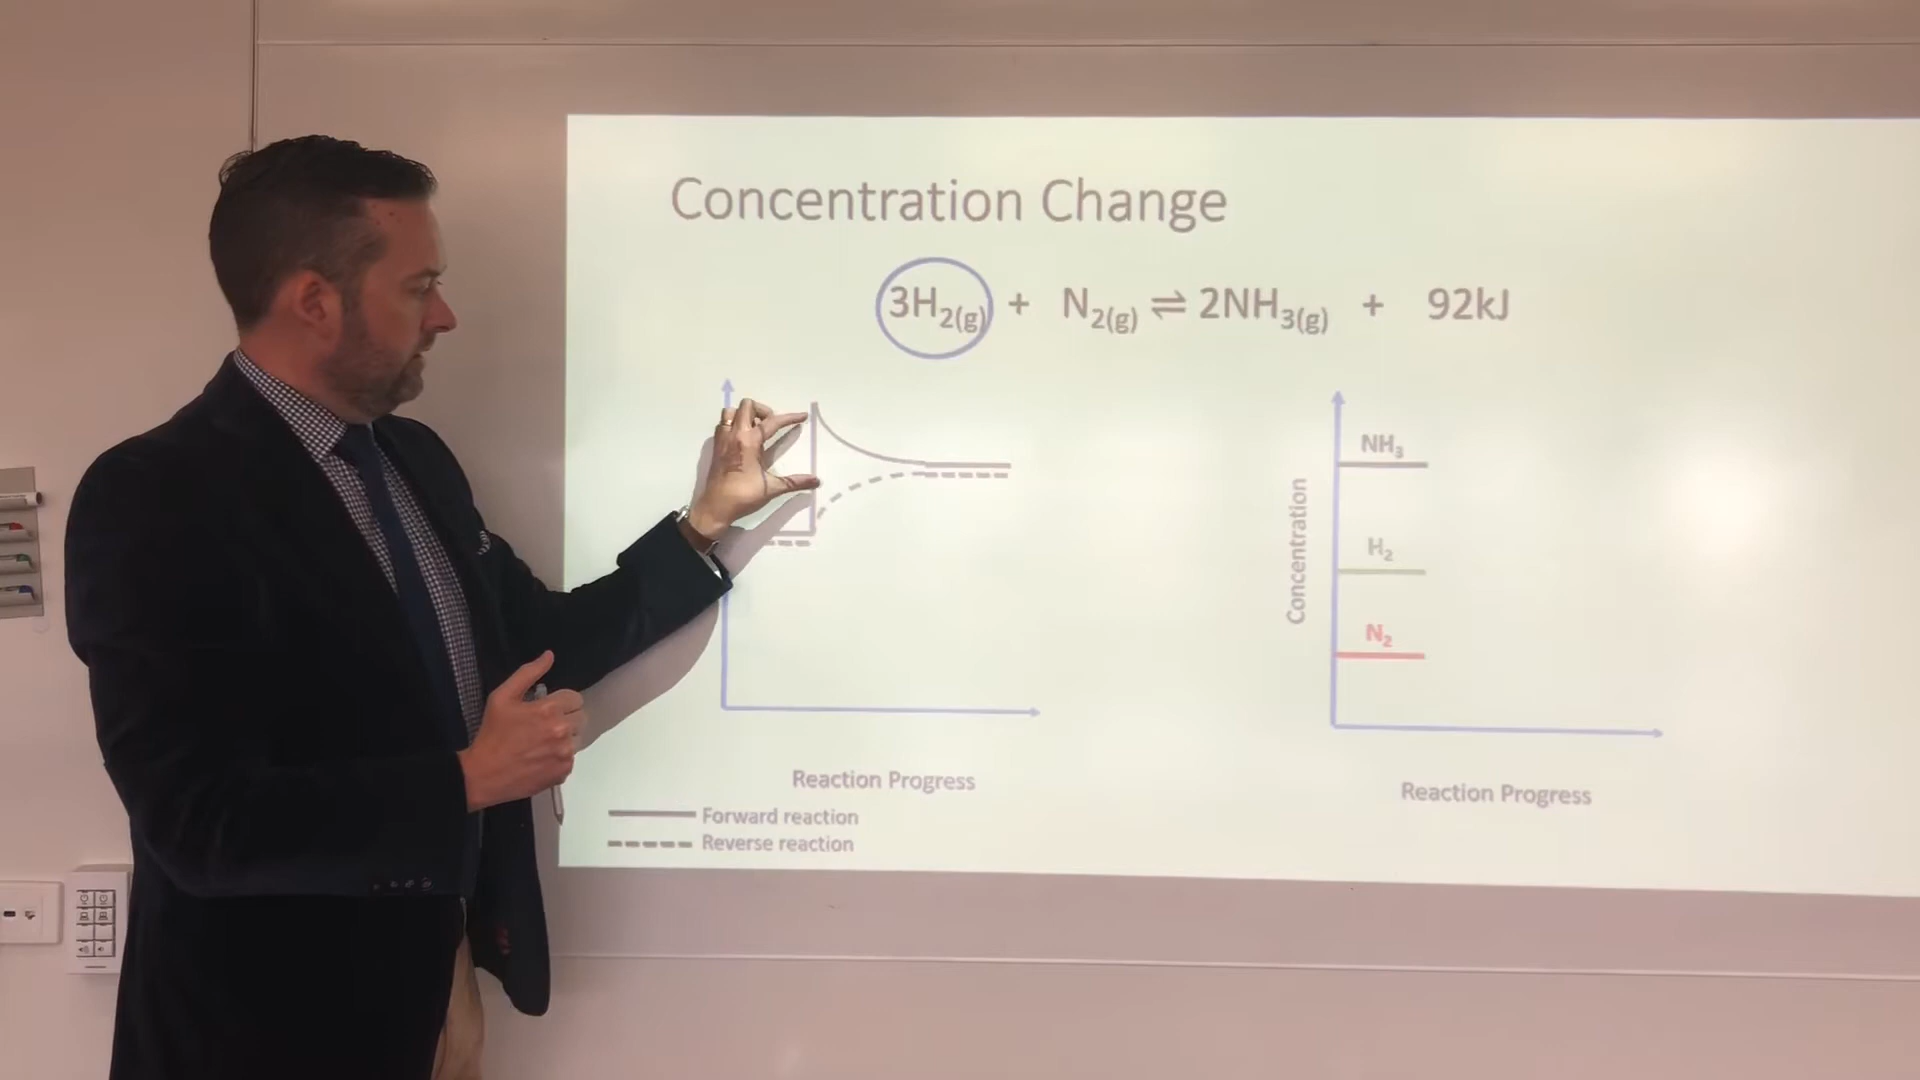 Concentration Change
3H₂(g) + N₂(g) ⇌ 2NH₃(g) + 92kJ
NH₃
H₂
N₂
Concentration
Reaction Progress
Reaction Progress
Forward reaction
Reverse reaction